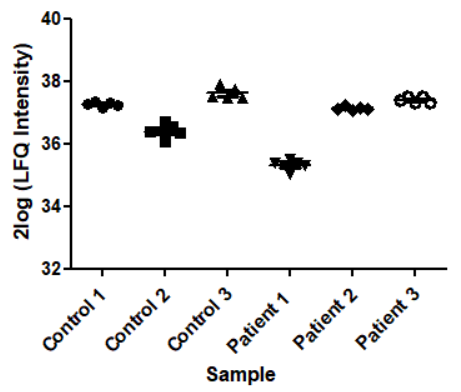 2log (LFQ Intensity)
40
38
36
34
32
Control 1
Control 2
Control 3
Patient 1
Patient 2
Patient 3
Sample